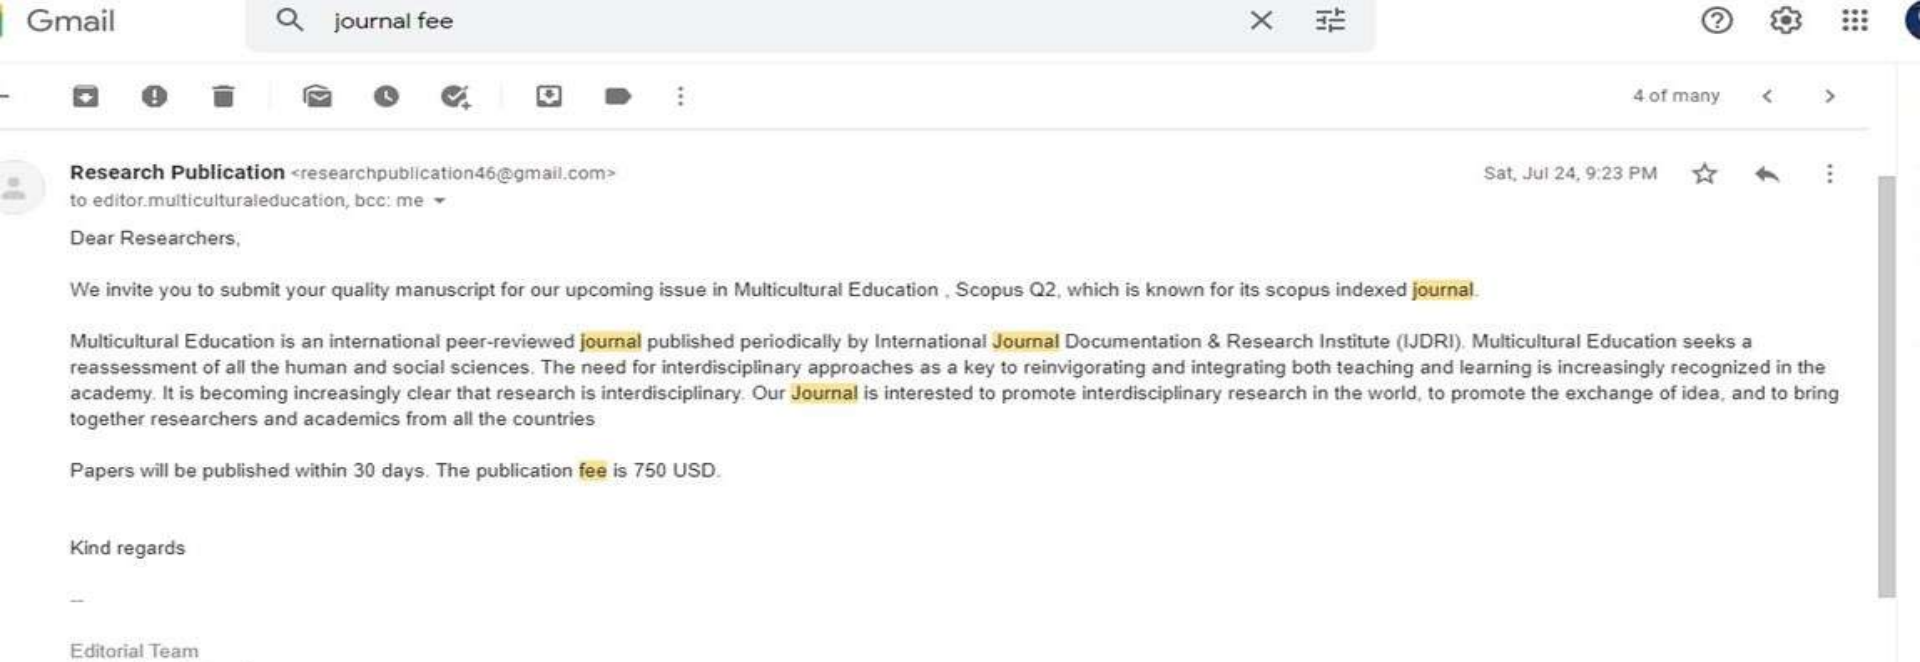 Gmail
journal fee
4 of many
Research Publication <researchpublication46@gmail.com>
Sat, Jul 24, 9:23 PM
to editor.multiculturaleducation, bcc: me
Dear Researchers,
We invite you to submit your quality manuscript for our upcoming issue in Multicultural Education , Scopus Q2, which is known for its scopus indexed journal.
Multicultural Education is an international peer-reviewed journal published periodically by International Journal Documentation & Research Institute (IJDRI). Multicultural Education seeks a
reassessment of all the human and social sciences. The need for interdisciplinary approaches as a key to reinvigorating and integrating both teaching and learning is increasingly recognized in the
academy. It is becoming increasingly clear that research is interdisciplinary. Our Journal is interested to promote interdisciplinary research in the world, to promote the exchange of idea, and to bring
together researchers and academics from all the countries
Papers will be published within 30 days. The publication fee is 750 USD.
Kind regards
--
Editorial Team